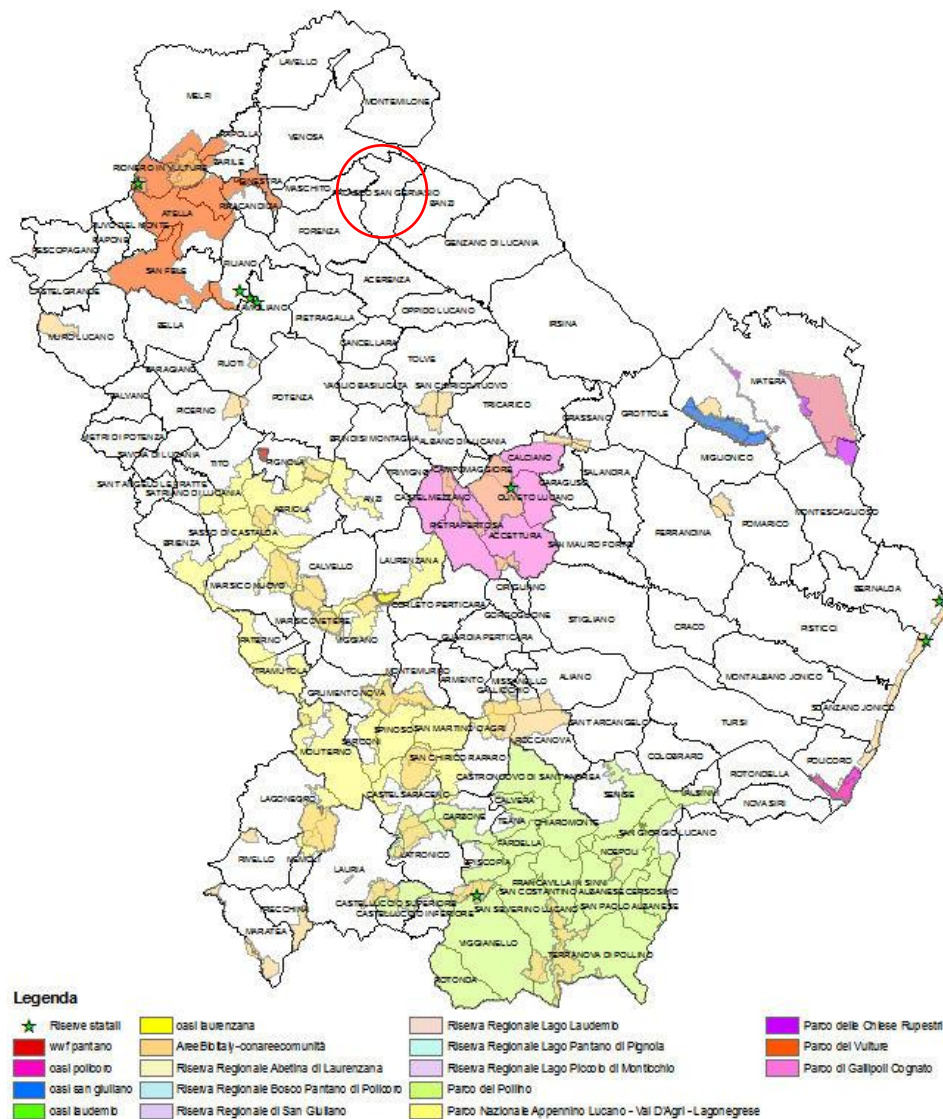 LAVELLO
MELFI
MONTEMILONE
VENOSA
RAPOLLA
BARILE
RIONERO IN VULTURE
GINESTRA
MASCHITO
PALAZZO SAN GERVASIO
BANZI
RIPACANDIDA
ATELLA
FORENZA
RUVO DEL MONTE
RAPONE
PESCOPAGANO
GENZANO DI LUCANIA
SAN FELE
FILIANO
ACERENZA
CASTELGRANDE
AVIGLIANO
OPPIDO LUCANO
PIETRAGALLA
IRSINA
MURO LUCANO
BELLA
CANCELLARA
RUOTI
TOLVE
BARAGIANO
MATERA
VAGLIO BASILICATA
SAN CHIRICO NUOVO
BALVANO
PICERNO
POTENZA
TRICARICO
GRASSANO
GROTTOLE
VIETRI DI POTENZA
BRINDISI MONTAGNA
ALBANO DI LUCANIA
SAVOIA DI LUCANIA
TITO
PIGNOLA
CALCIANO
MIGLIONICO
TRIVIGNO
CAMPOMAGGIORE
SALANDRA
SANT'ANGELO LE FRATTE
GARAGUSO
SATRIANO DI LUCANIA
ANZI
CASTELMEZZANO
OLIVETO LUCANO
ABRIOLA
POMARICO
MONTESCAGLIOSO
PIETRAPERTOSA
FERRANDINA
SASSO DI CASTALDA
ACCETTURA
BRIENZA
SAN MAURO FORTE
CALVELLO
LAURENZANA
MARSICO NUOVO
CIRIGLIANO
BERNALDA
CORLETO PERTICARA
GORGOGLIONE
MARSICOVETERE
STIGLIANO
CRACO
PISTICCI
VIGGIANO
GUARDIA PERTICARA
PATERNO
MONTEMURRO
TRAMUTOLA
ARMENTO
MISSANELLO
ALIANO
MONTALBANO JONICO
GALLICCHIO
GRUMENTO NOVA
SCANZANO JONICO
SPINOSO
SAN MARTINO D'AGRI
SANT'ARCANGELO
TURSI
ROCCANOVA
SARCONI
MOLITERNO
SAN CHIRICO RAPARO
COLOBRARO
POLICORO
CASTRONUOVO DI SANT'ANDREA
ROTONDELLA
LAGONEGRO
CASTELSARACENO
CALVERA
SENISE
VALSINNI
NOVA SIRI
CARBONE
TEANA
CHIAROMONTE
SAN GIORGIO LUCANO
FARDELLA
NOEPOLI
RIVELLO
NEMOLI
LATRONICO
EPISCOPIA
LAURIA
FRANCAVILLA IN SINNI
SAN COSTANTINO ALBANESE
CERSOSIMO
TRECCHINA
CASTELLUCCIO SUPERIORE
SAN SEVERINO LUCANO
SAN PAOLO ALBANESE
CASTELLUCCIO INFERIORE
MARATEA
VIGGIANELLO
TERRANOVA DI POLLINO
ROTONDA
Legenda
Riserve statali
wwf pantano
oasi policoro
oasi san giuliano
oasi laudemio
oasi laurenzana
AreeBioItaly-conareecomunità
Riserva Regionale Abetina di Laurenzana
Riserva Regionale Bosco Pantano di Policoro
Riserva Regionale di San Giuliano
Riserva Regionale Lago Laudemio
Riserva Regionale Lago Pantano di Pignola
Riserva Regionale Lago Piccolo di Monticchio
Parco del Pollino
Parco Nazionale Appennino Lucano - Val D'Agri - Lagonegrese
Parco delle Chiese Rupestri
Parco del Vulture
Parco di Gallipoli Cognato